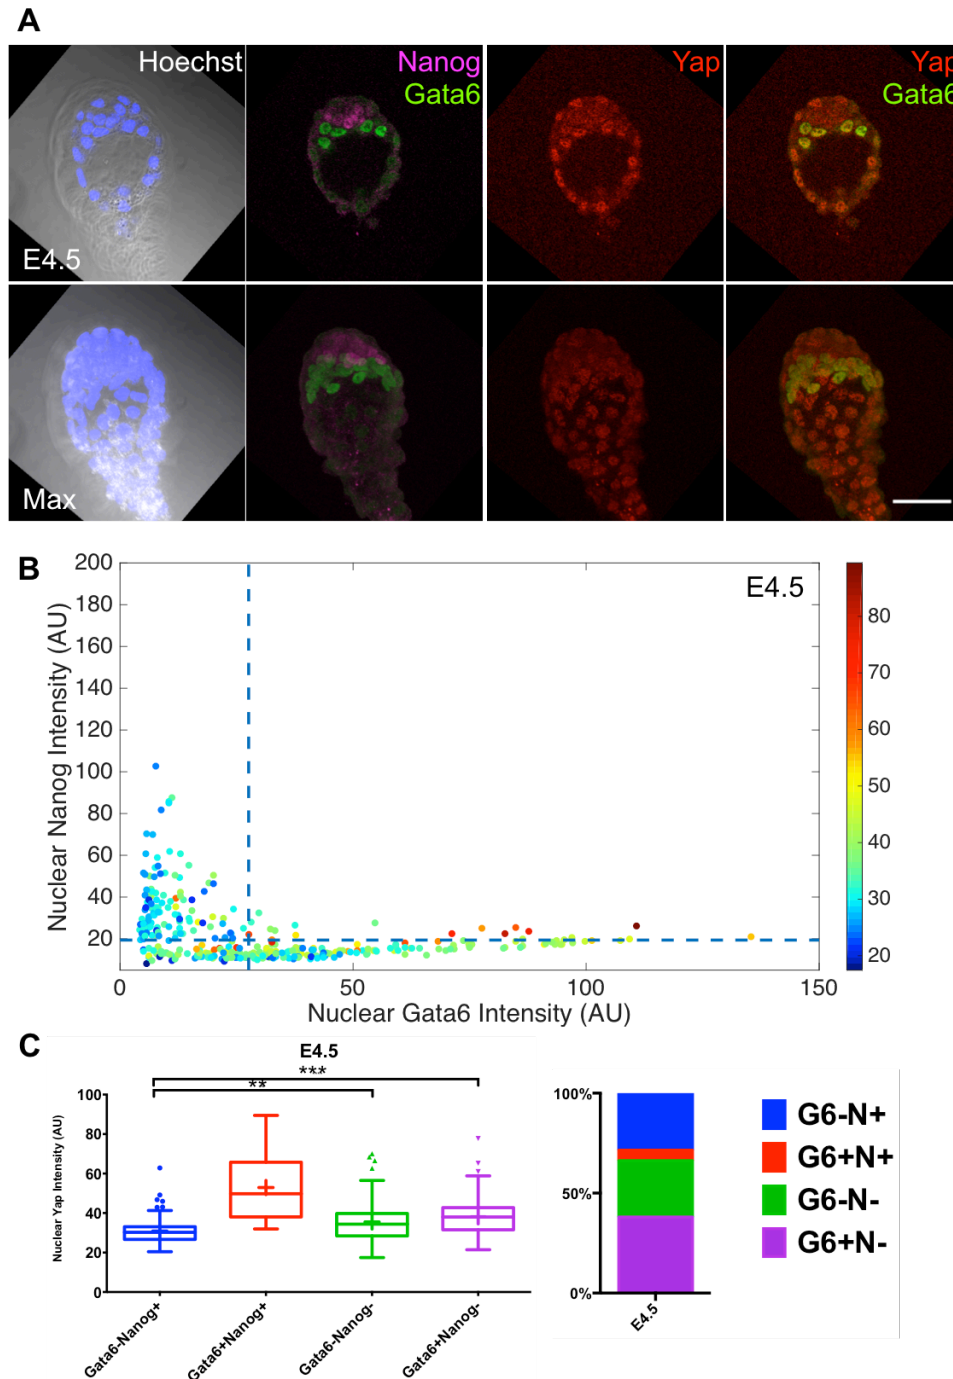 A
Hoechst
Nanog
Gata6
Yap
Yap
Gata6
E4.5
Max
B
E4.5
Nuclear Nanog Intensity (AU)
200
180
160
140
120
100
80
60
40
20
0
50
100
150
Nuclear Gata6 Intensity (AU)
80
70
60
50
40
30
20
C
E4.5
***
**
Nuclear Yap Intensity (AU)
100
80
60
40
20
0
Gata6-Nanog+
Gata6+Nanog+
Gata6-Nanog-
Gata6+Nanog-
100%
50%
0%
E4.5
G6-N+
G6+N+
G6-N-
G6+N-